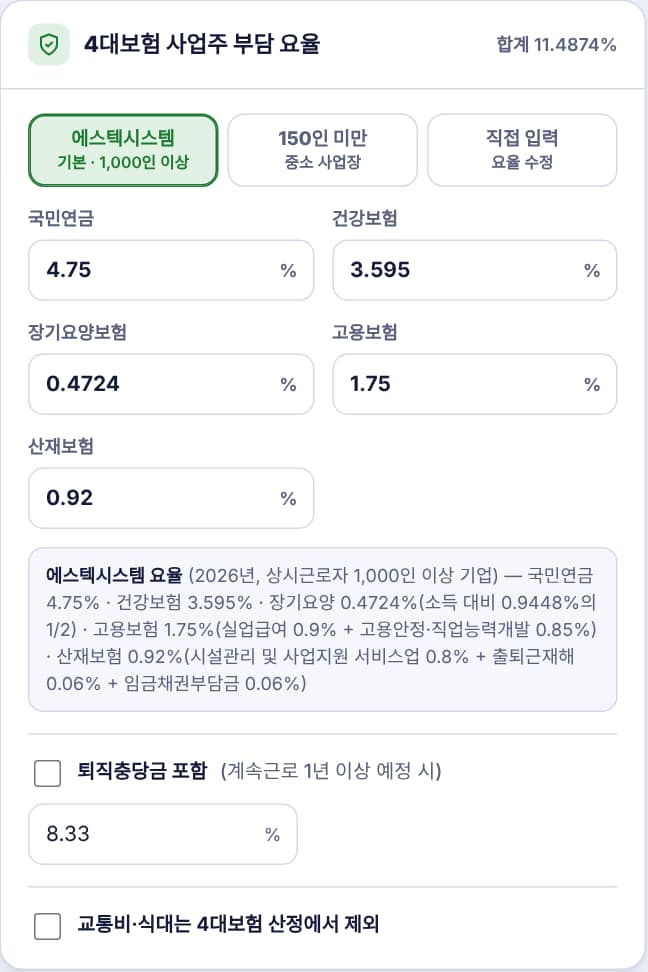 4대보험 사업주 부담 요율
합계 11.4874%
에스텍시스템
기본 · 1,000인 이상
150인 미만
중소 사업장
직접 입력
요율 수정
국민연금
4.75 %
건강보험
3.595 %
장기요양보험
0.4724 %
고용보험
1.75 %
산재보험
0.92 %
에스텍시스템 요율 (2026년, 상시근로자 1,000인 이상 기업) — 국민연금
4.75% · 건강보험 3.595% · 장기요양 0.4724%(소득 대비 0.9448%의
1/2) · 고용보험 1.75%(실업급여 0.9% + 고용안정·직업능력개발 0.85%)
· 산재보험 0.92%(시설관리 및 사업지원 서비스업 0.8% + 출퇴근재해
0.06% + 임금채권부담금 0.06%)
퇴직충당금 포함 (계속근로 1년 이상 예정 시)
8.33 %
교통비·식대는 4대보험 산정에서 제외